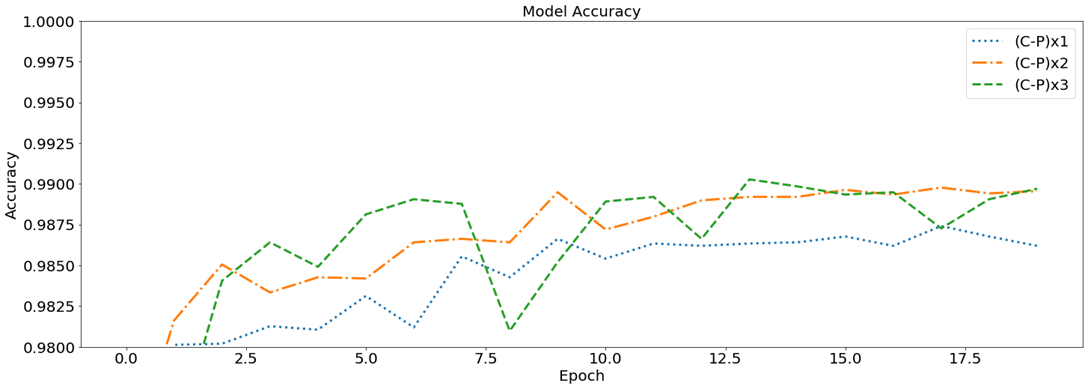 Model Accuracy
1.0000
0.9975
0.9950
0.9925
0.9900
0.9875
0.9850
0.9825
0.9800
Accuracy
(C-P)x1
(C-P)x2
(C-P)x3
0.0 2.5 5.0 7.5 10.0 12.5 15.0 17.5
Epoch